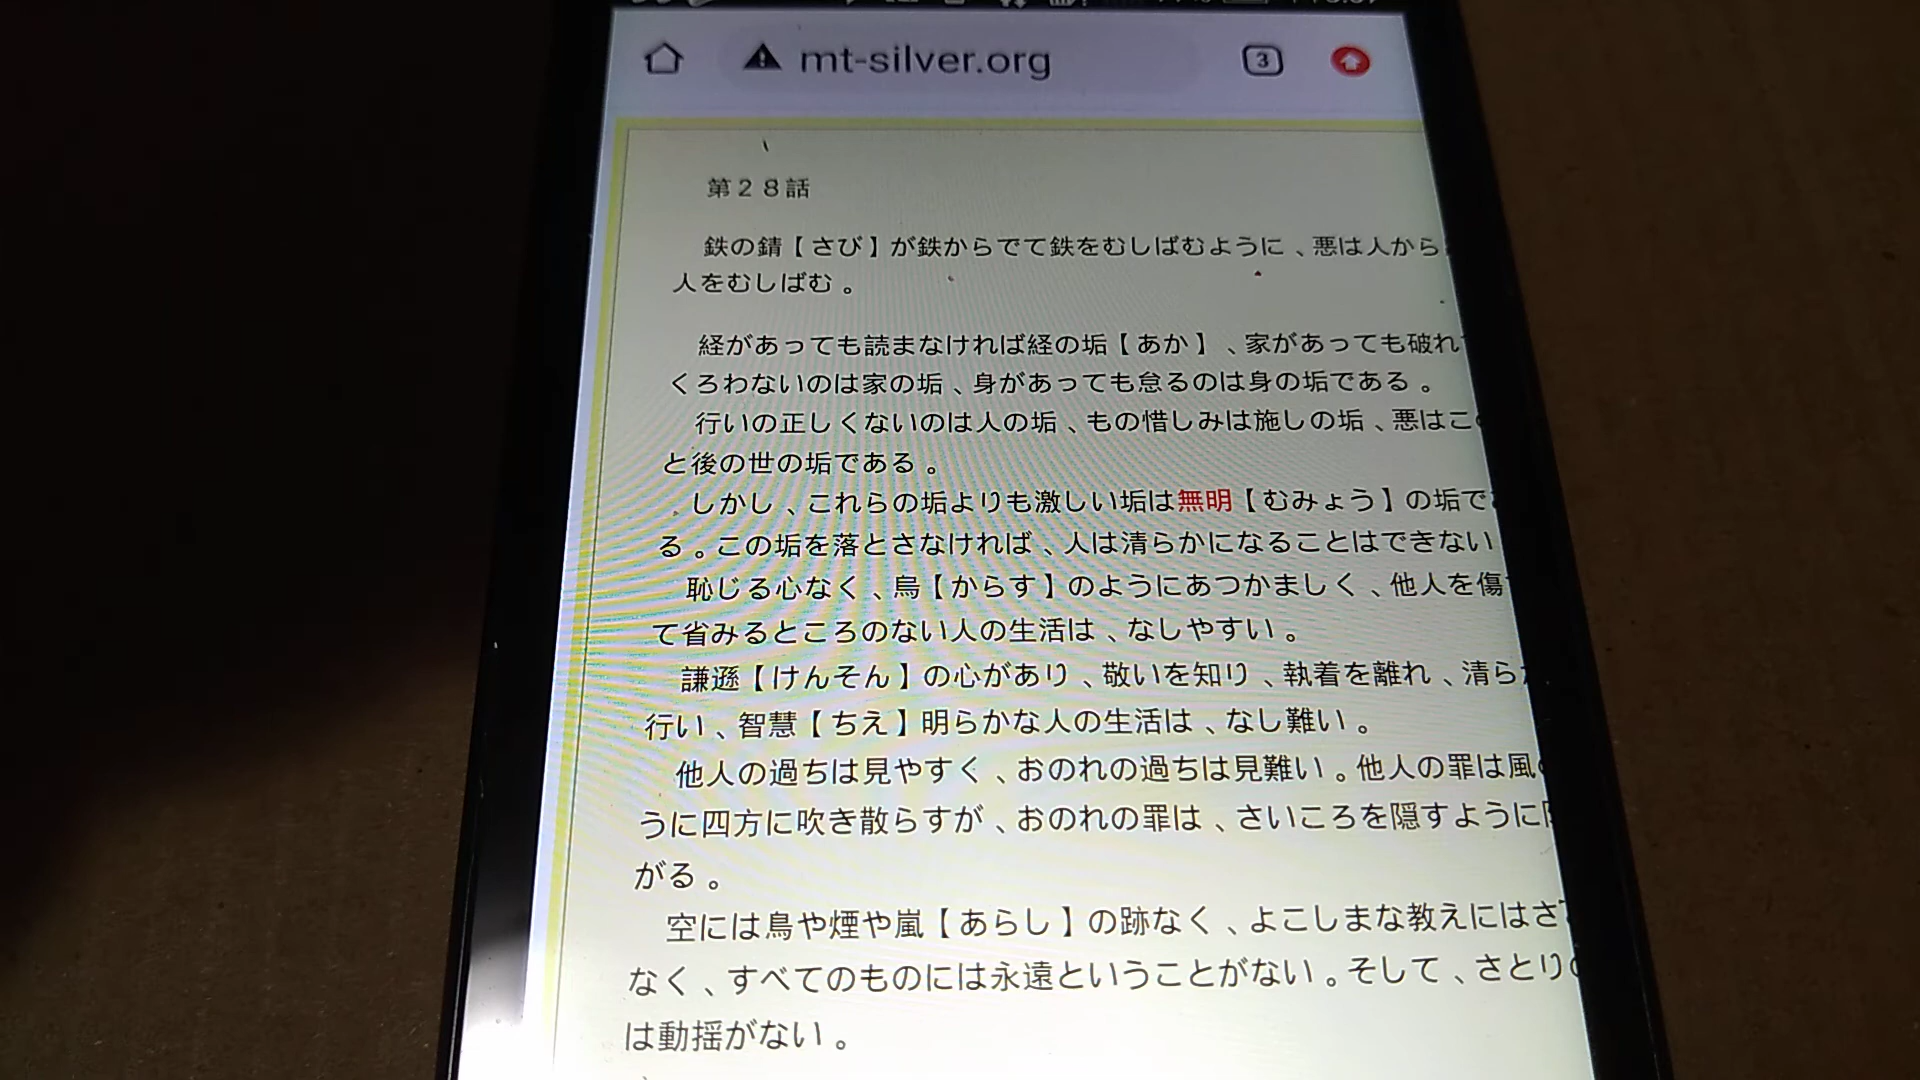 mt-silver.org
3
第２８話
鉄の錆【さび】が鉄からでて鉄をむしばむように、悪は人から
人をむしばむ。
経があっても読まなければ経の垢【あか】、家があっても破れ
くろわないのは家の垢、身があっても怠るのは身の垢である。
行いの正しくないのは人の垢、もの惜しみは施しの垢、悪はこ
と後の世の垢である。
しかし、これらの垢よりも激しい垢は無明【むみょう】の垢で
る。この垢を落とさなければ、人は清らかになることはできない
恥じる心なく、烏【からす】のようにあつかましく、他人を傷
て省みるところのない人の生活は、なしやすい。
謙遜【けんそん】の心があり、敬いを知り、執着を離れ、清ら
行い、智慧【ちえ】明らかな人の生活は、なし難い。
他人の過ちは見やすく、おのれの過ちは見難い。他人の罪は風
うに四方に吹き散らすが、おのれの罪は、さいころを隠すように
がる。
空には鳥や煙や嵐【あらし】の跡なく、よこしまな教えにはさ
なく、すべてのものには永遠ということがない。そして、さとり
は動揺がない。